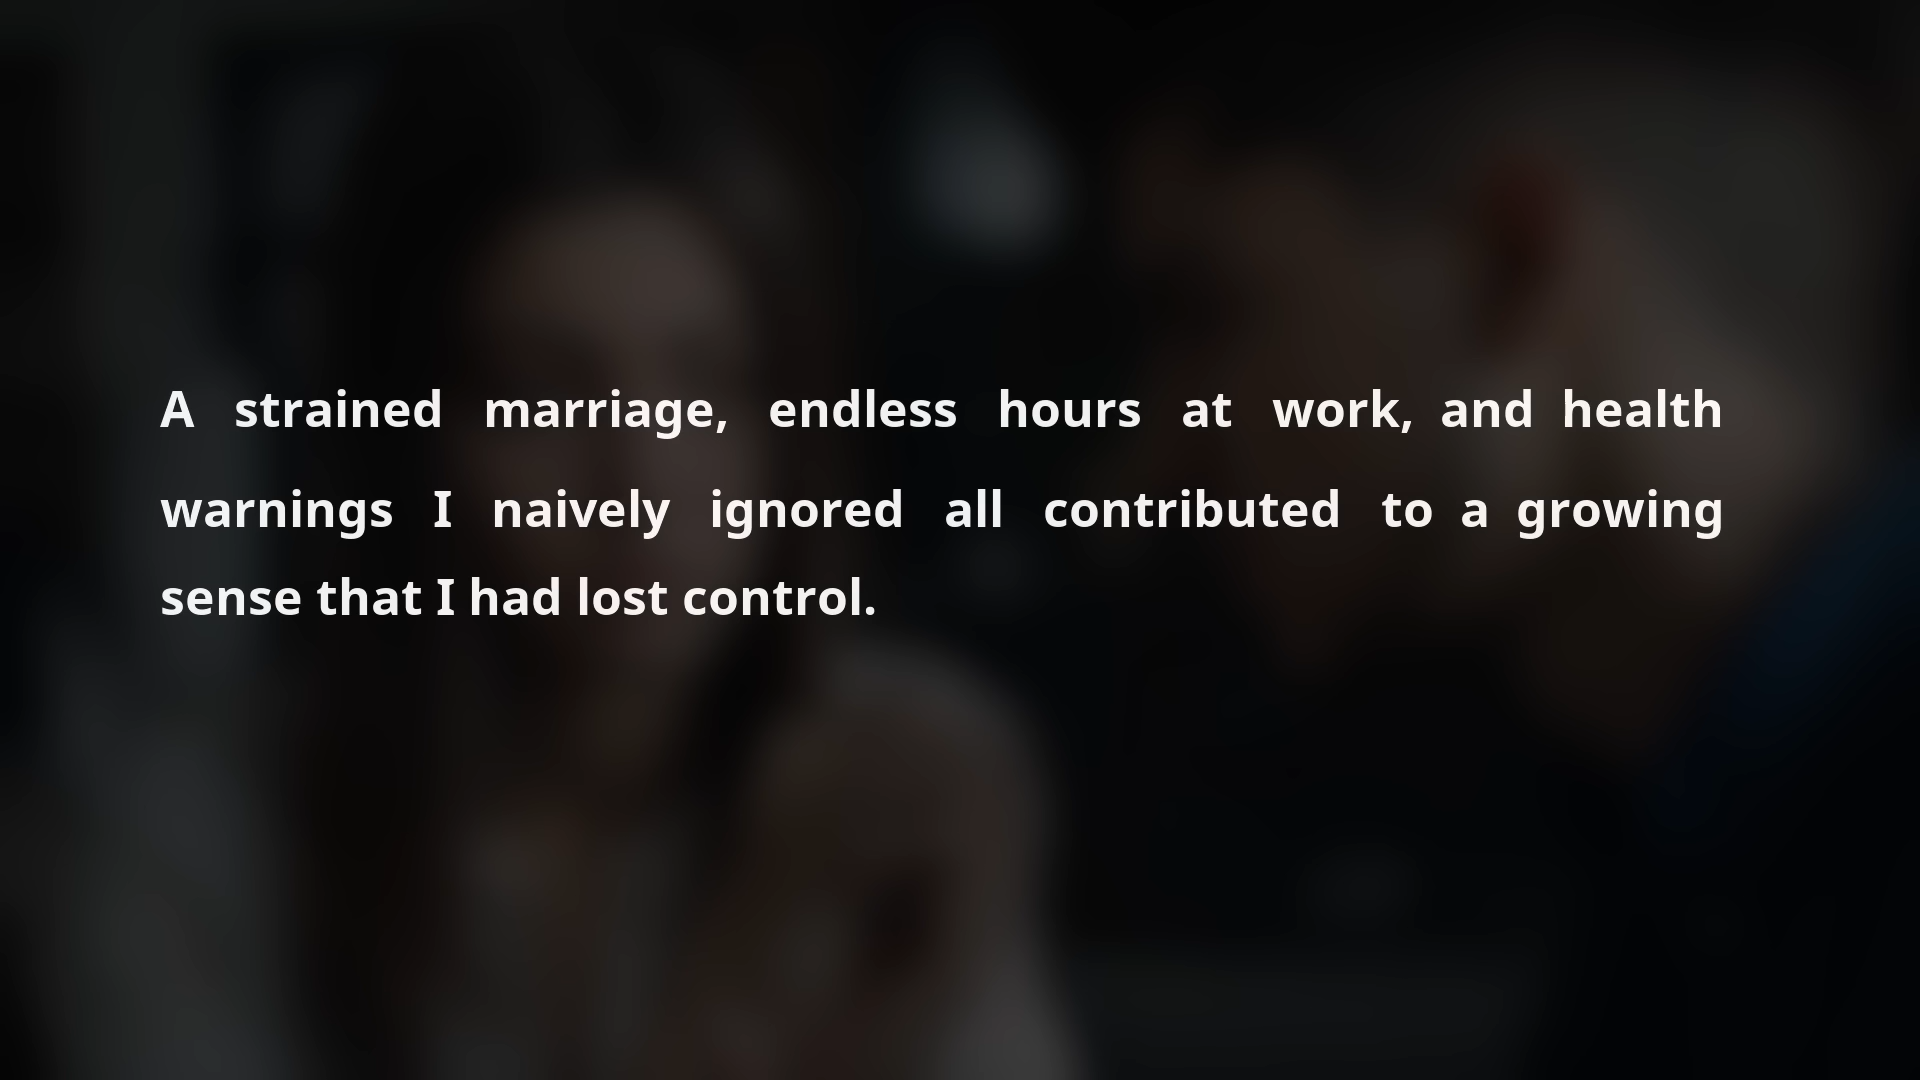 A strained marriage, endless hours at work, and health
warnings I naively ignored all contributed to a growing
sense that I had lost control.